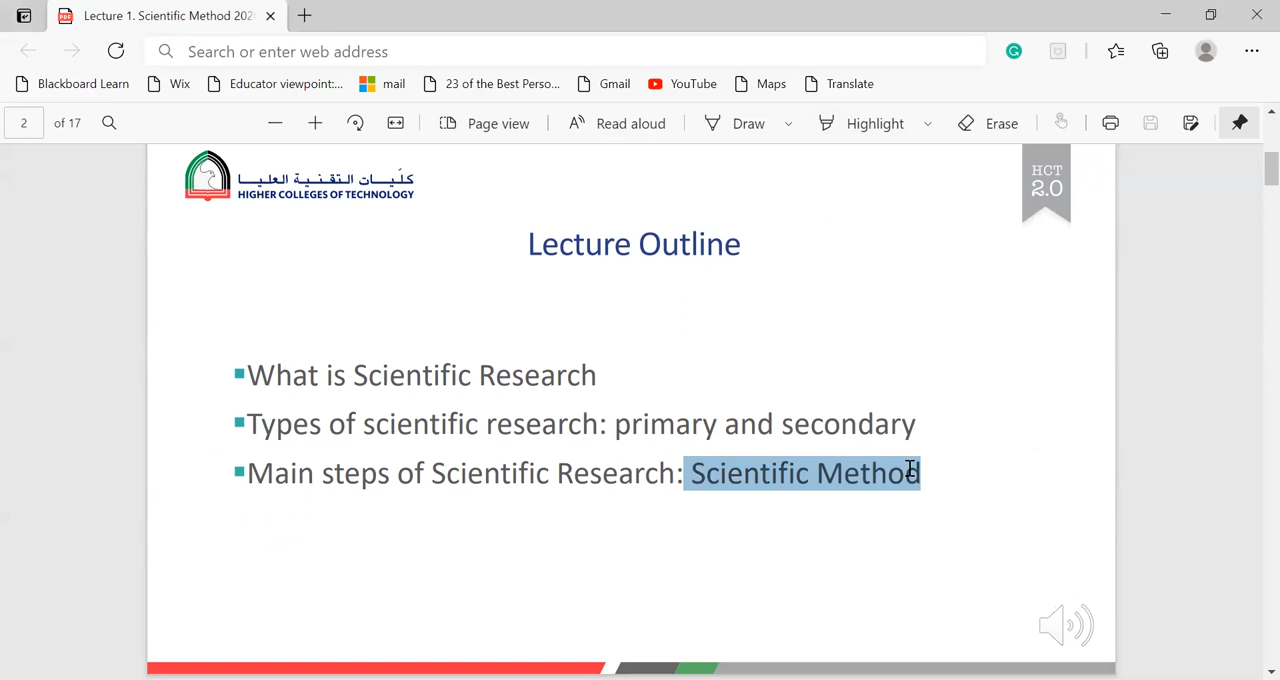 Lecture 1. Scientific Method 202
Search or enter web address
Blackboard Learn
Wix
Educator viewpoint:...
mail
23 of the Best Perso...
Gmail
YouTube
Maps
Translate
2 of 17
Page view
Read aloud
Draw
Highlight
Erase
كليات التقنية العليا
HIGHER COLLEGES OF TECHNOLOGY
HCT
2.0
Lecture Outline
What is Scientific Research
Types of scientific research: primary and secondary
Main steps of Scientific Research: Scientific Method